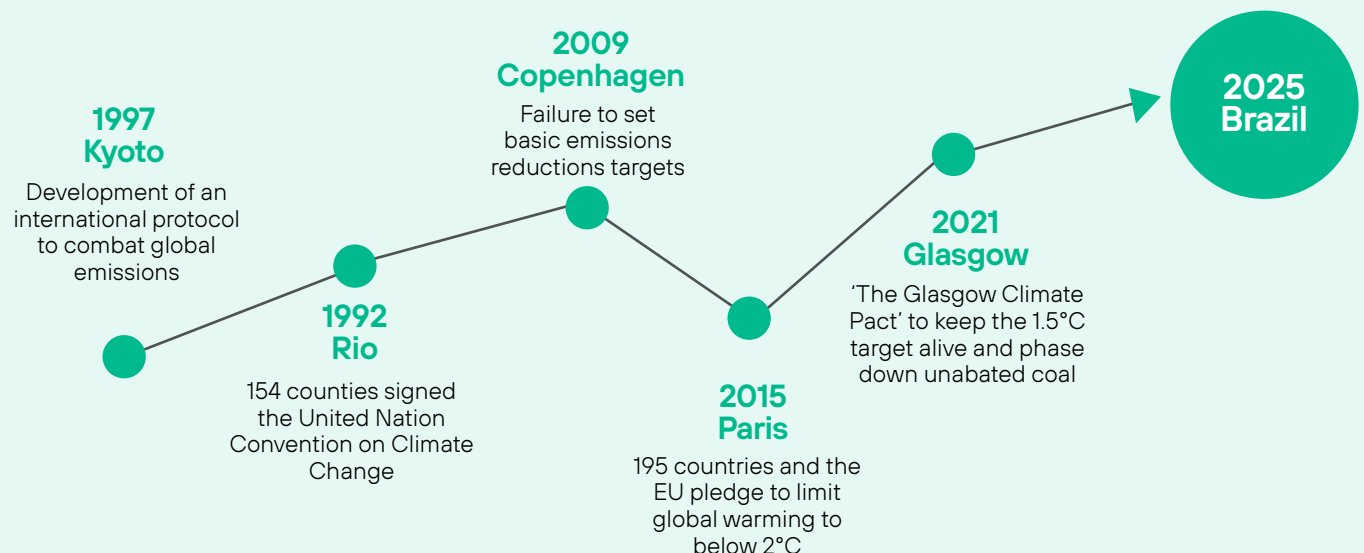 1997
Kyoto
Development of an
international protocol
to combat global
emissions
1992
Rio
154 counties signed
the United Nation
Convention on Climate
Change
2009
Copenhagen
Failure to set
basic emissions
reductions targets
2015
Paris
195 countries and the
EU pledge to limit
global warming to
below 2°C
2021
Glasgow
‘The Glasgow Climate
Pact’ to keep the 1.5°C
target alive and phase
down unabated coal
2025
Brazil